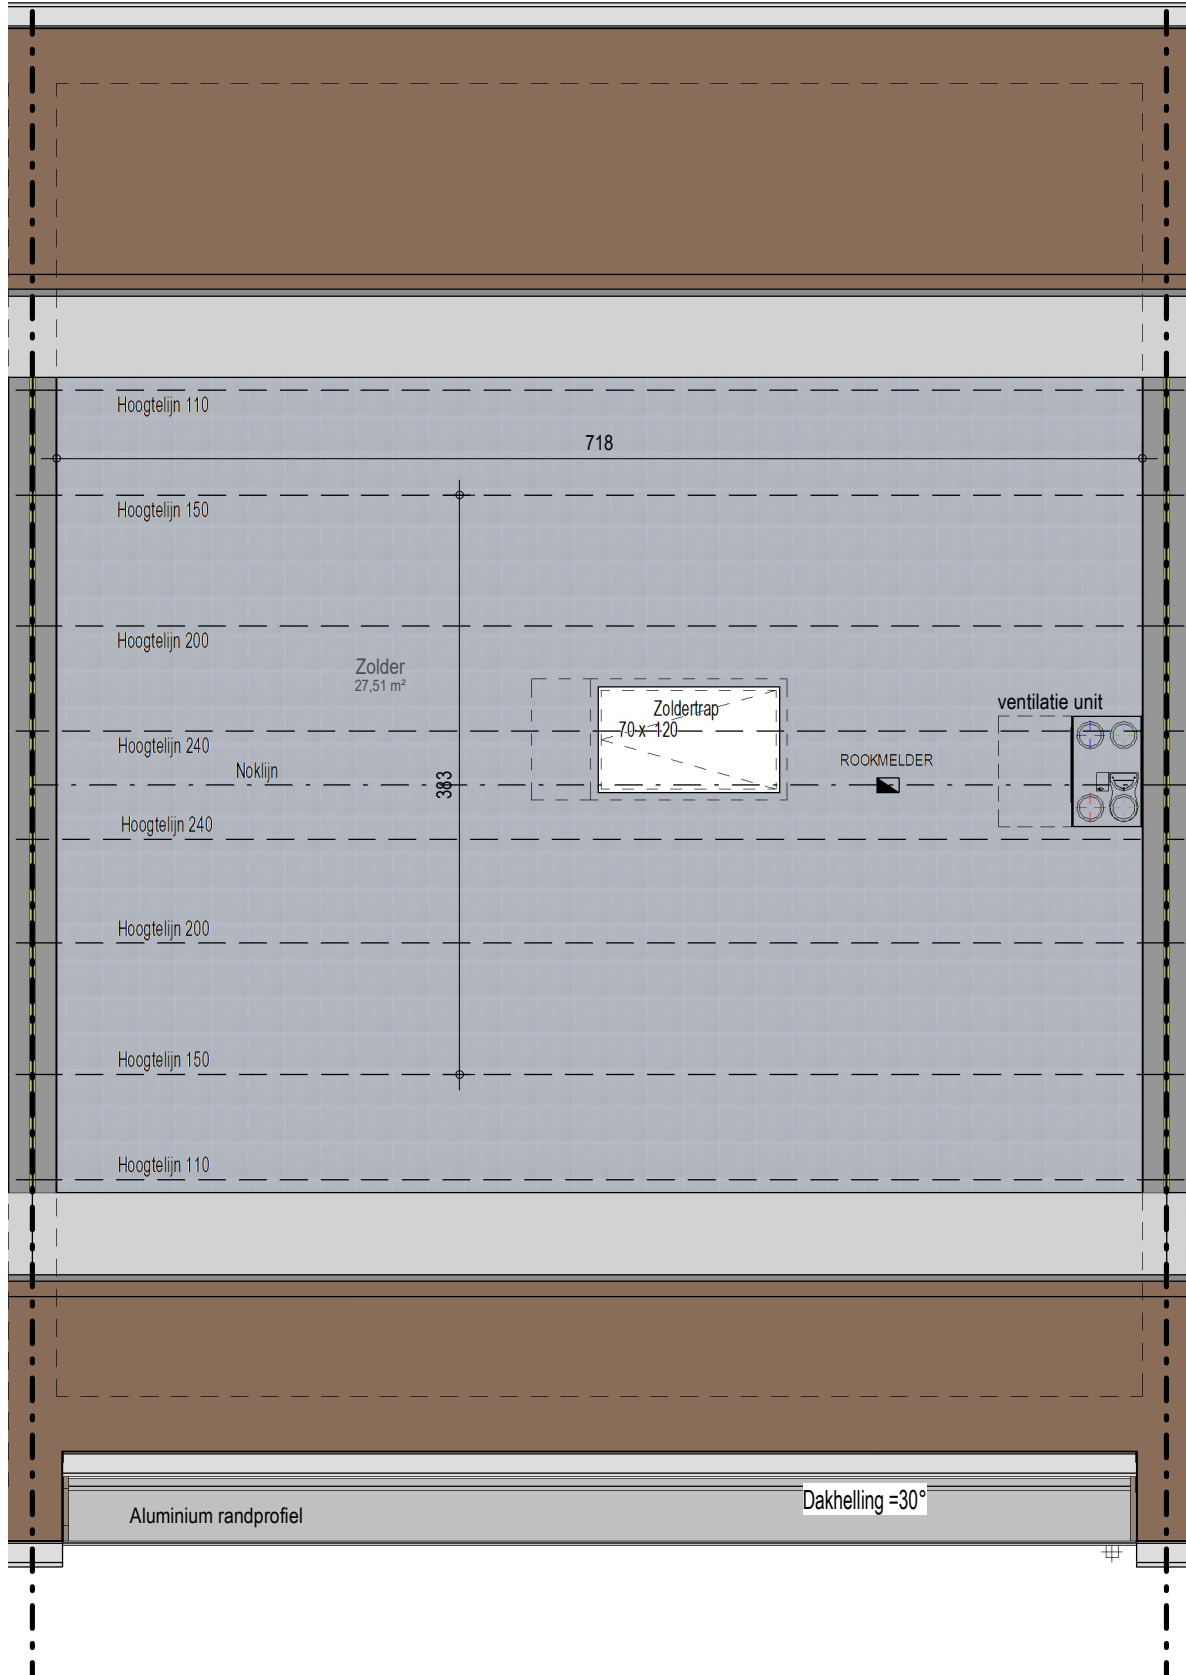 Hoogtelijn 110
718
Hoogtelijn 150
Hoogtelijn 200
Zolder
27,51 m²
Zoldertrap
70 x 120
ventilatie unit
Hoogtelijn 240
ROOKMELDER
Noklijn
383
Hoogtelijn 240
Hoogtelijn 200
Hoogtelijn 150
Hoogtelijn 110
Dakhelling =30°
Aluminium randprofiel